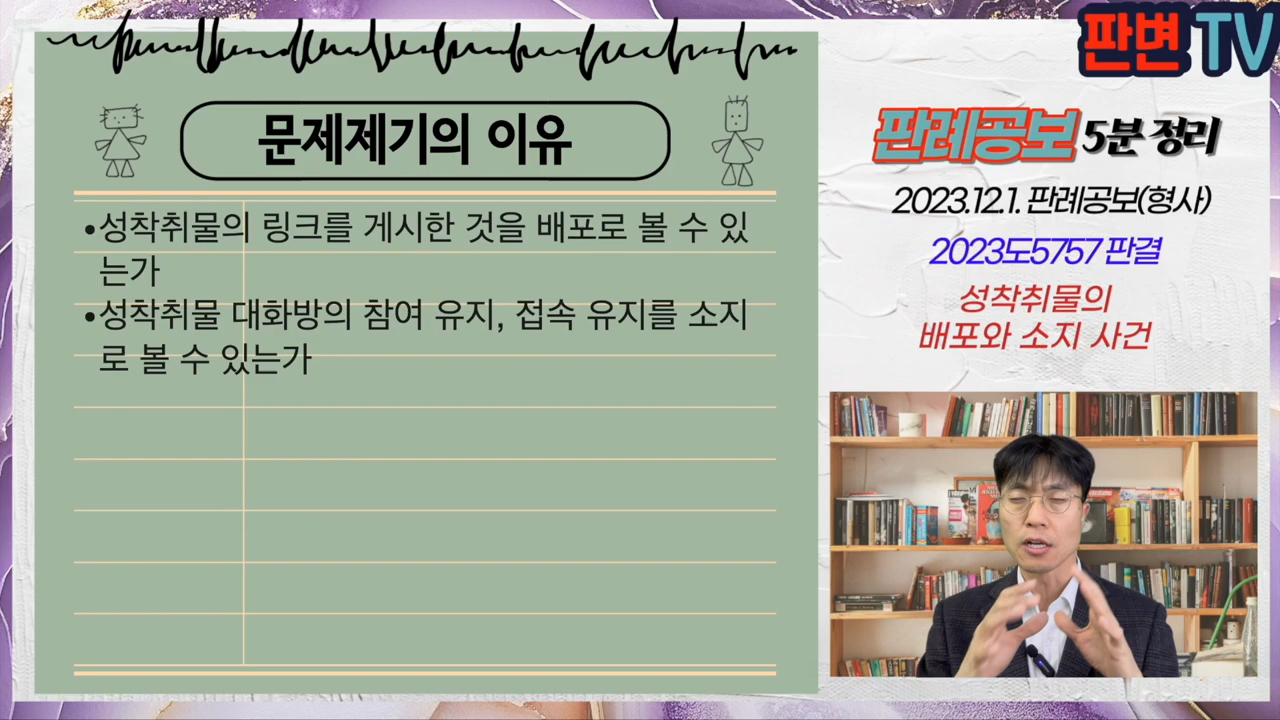 판변 TV
문제제기의 이유
•성착취물의 링크를 게시한 것을 배포로 볼 수 있
는가
•성착취물 대화방의 참여 유지, 접속 유지를 소지
로 볼 수 있는가
판례공보 5분 정리
2023.12.1. 판례공보(형사)
2023도5757 판결
성착취물의
배포와 소지 사건